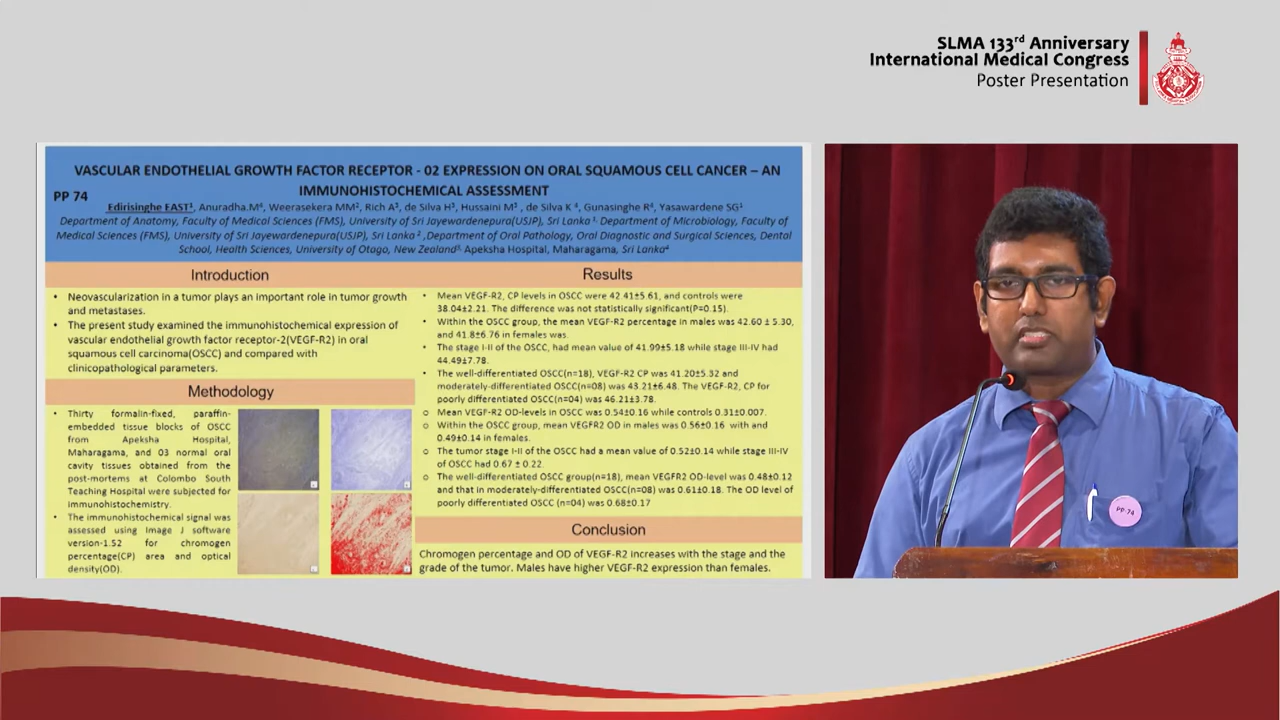 SLMA 133rd Anniversary
International Medical Congress
Poster Presentation
VASCULAR ENDOTHELIAL GROWTH FACTOR RECEPTOR - 02 EXPRESSION ON ORAL SQUAMOUS CELL CANCER – AN
IMMUNOHISTOCHEMICAL ASSESSMENT
PP 74
Edirisinghe EAST¹, Anuradha.M⁴, Weerasekera MM², Rich A³, de Silva H³, Hussaini M³ , de Silva K ⁴, Gunasinghe R⁴, Yasawardene SG¹
Department of Anatomy, Faculty of Medical Sciences (FMS), University of Sri Jayewardenepura(USJP), Sri Lanka ¹, Department of Microbiology, Faculty of
Medical Sciences (FMS), University of Sri Jayewardenepura(USJP), Sri Lanka ² ,Department of Oral Pathology, Oral Diagnostic and Surgical Sciences, Dental
School, Health Sciences, University of Otago, New Zealand³, Apeksha Hospital, Maharagama, Sri Lanka⁴
Introduction
• Neovascularization in a tumor plays an important role in tumor growth
and metastases.
• The present study examined the immunohistochemical expression of
vascular endothelial growth factor receptor-2(VEGF-R2) in oral
squamous cell carcinoma(OSCC) and compared with
clinicopathological parameters.
Methodology
• Thirty formalin-fixed, paraffin-
embedded tissue blocks of OSCC
from Apeksha Hospital,
Maharagama, and 03 normal oral
cavity tissues obtained from the
post-mortems at Colombo South
Teaching Hospital were subjected for
immunohistochemistry.
• The immunohistochemical signal was
assessed using Image J software
version-1.52 for chromogen
percentage(CP) area and optical
density(OD).
Results
• Mean VEGF-R2, CP levels in OSCC were 42.41±5.61, and controls were
38.04±2.21. The difference was not statistically significant(P=0.15).
• Within the OSCC group, the mean VEGF-R2 percentage in males was 42.60 ± 5.30,
and 41.8±6.76 in females was.
• The stage I-II of the OSCC, had mean value of 41.99±5.18 while stage III-IV had
44.49±7.78.
• The well-differentiated OSCC(n=18), VEGF-R2 CP was 41.20±5.32 and
moderately-differentiated OSCC(n=08) was 43.21±6.48. The VEGF-R2, CP for
poorly differentiated OSCC(n=04) was 46.21±3.78.
o Mean VEGF-R2 OD-levels in OSCC was 0.54±0.16 while controls 0.31±0.007.
o Within the OSCC group, mean VEGFR2 OD in males was 0.56±0.16 with and
0.49±0.14 in females.
o The tumor stage I-II of OSCC had a mean value of 0.52±0.14 while stage III-IV
of OSCC had 0.67 ± 0.22.
o The well-differentiated OSCC group(n=18), mean VEGFR2 OD-level was 0.48±0.12
and that in moderately-differentiated OSCC(n=08) was 0.61±0.18. The OD level of
poorly differentiated OSCC (n=04) was 0.68±0.17
Conclusion
Chromogen percentage and OD of VEGF-R2 increases with the stage and the
grade of the tumor. Males have higher VEGF-R2 expression than females.
PP-74